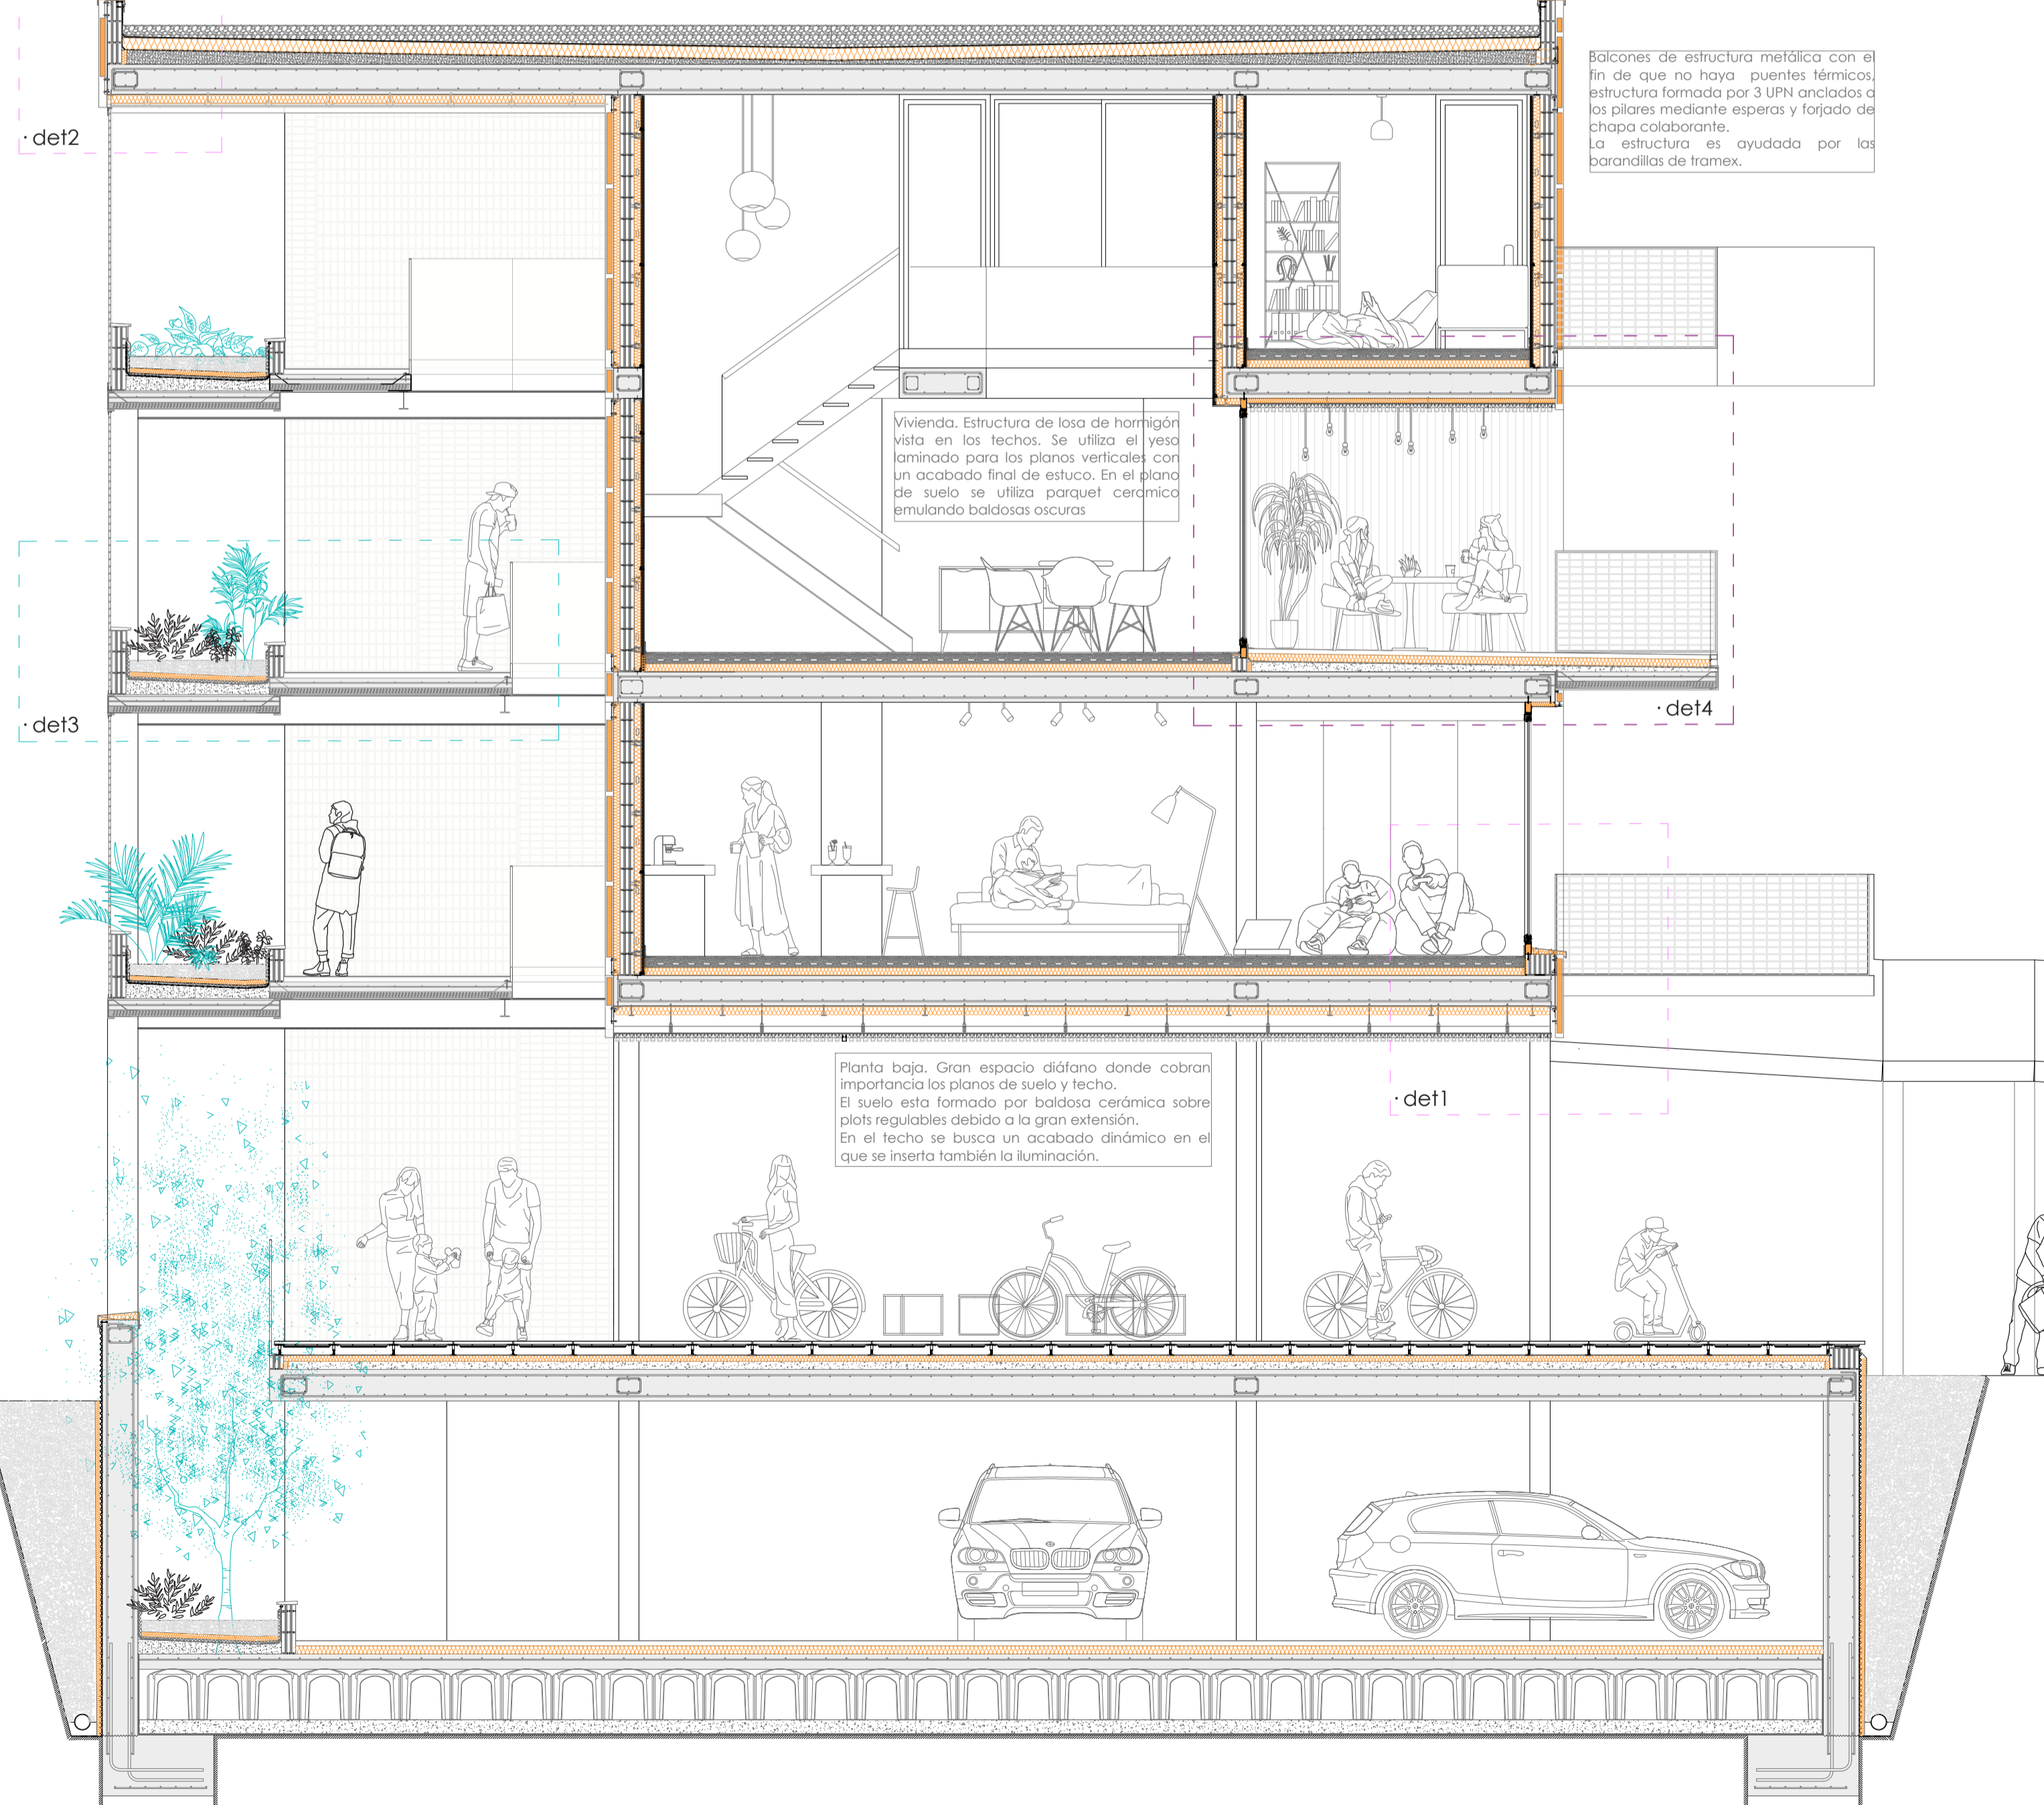 Balcones de estructura metálica con el
fin de que no haya puentes térmicos,
estructura formada por 3 UPN anclados a
los pilares mediante esperas y forjado de
chapa colaborante.
La estructura es ayudada por las
barandillas de tramex.
· det2
Vivienda. Estructura de losa de hormigón
vista en los techos. Se utiliza el yeso
laminado para los planos verticales con
un acabado final de estuco. En el plano
de suelo se utiliza parquet ceramico
emulando baldosas oscuras
· det3
· det4
Planta baja. Gran espacio diáfano donde cobran
importancia los planos de suelo y techo.
El suelo esta formado por baldosa cerámica sobre
plots regulables debido a la gran extensión.
En el techo se busca un acabado dinámico en el
que se inserta también la iluminación.
· det1